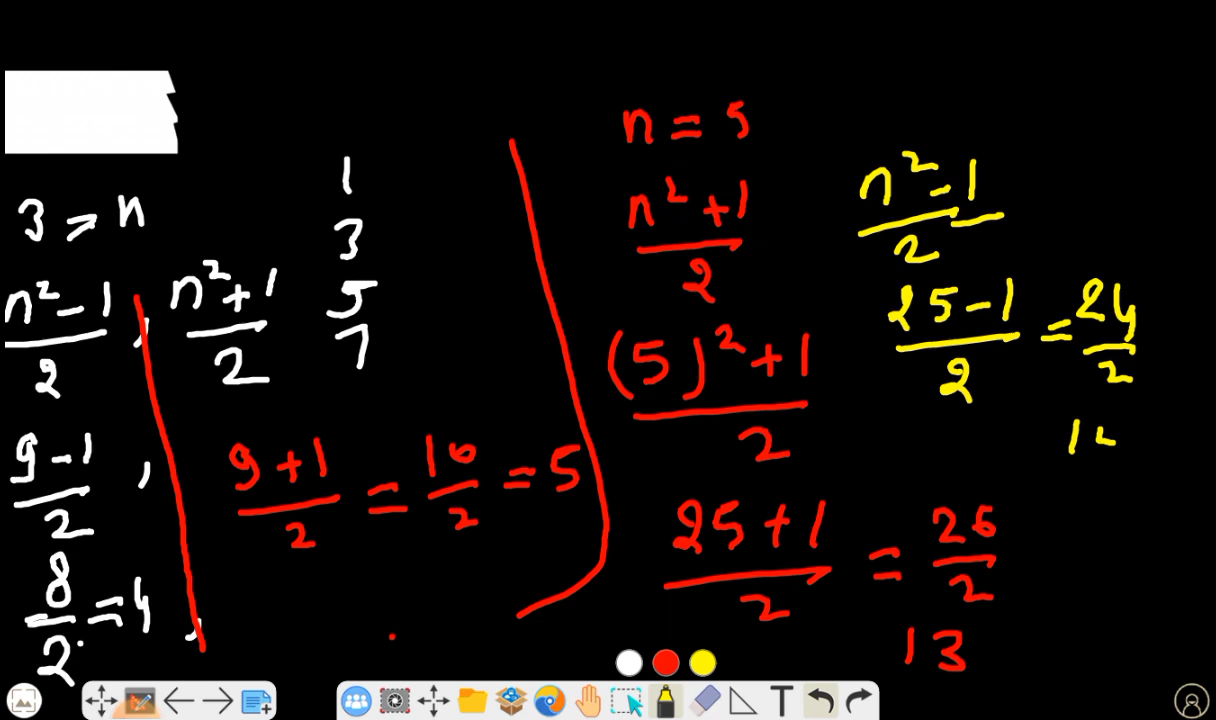 3 = n
n² - 1 / 2 , n² + 1 / 2
9 - 1 / 2 ,
8 / 2 = 4 ,
1
3
5
7
9 + 1 / 2 = 10 / 2 = 5
n = 5
n² + 1 / 2
(5)² + 1 / 2
25 + 1 / 2 = 26 / 2
13
n² - 1 / 2
25 - 1 / 2 = 24 / 2
12
T